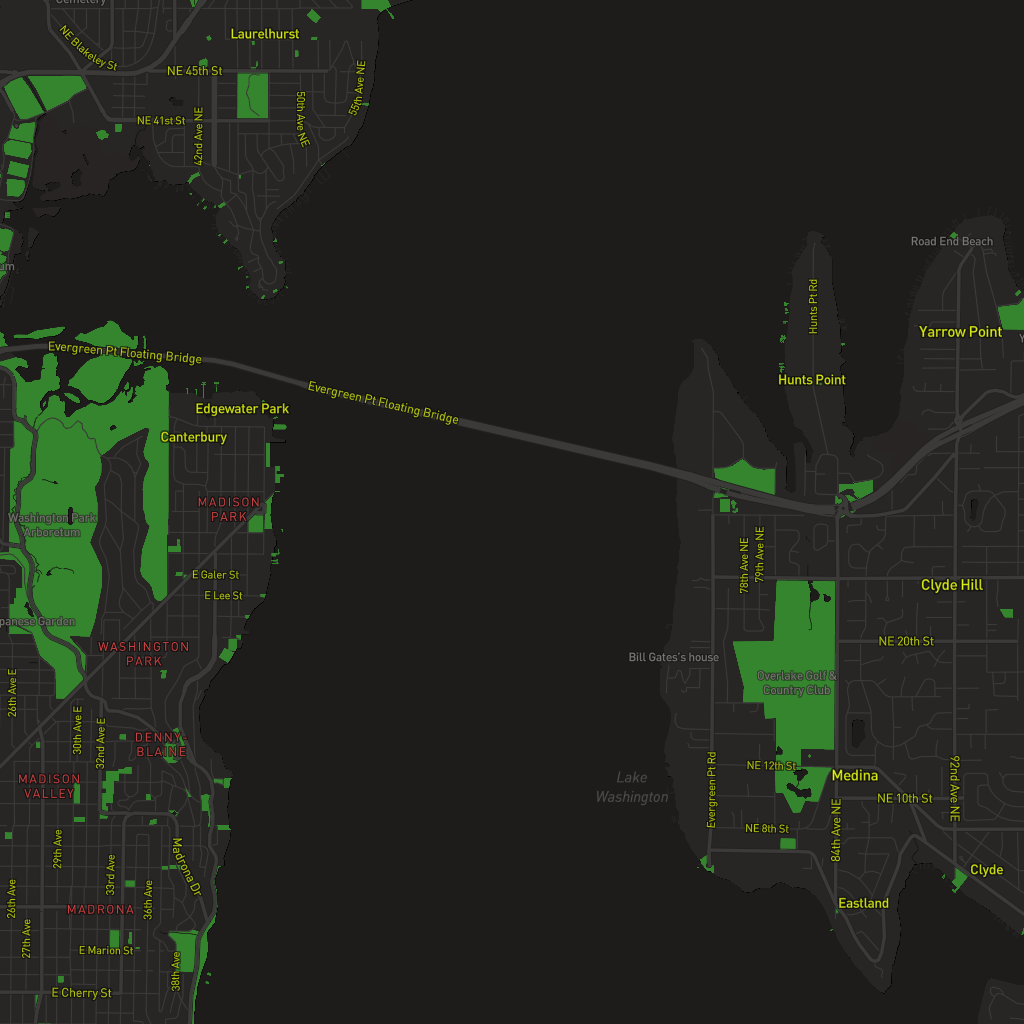 Cemetery
Laurelhurst
NE Blakeley St
NE 45th St
55th Ave NE
50th Ave NE
NE 41st St
42nd Ave NE
Road End Beach
um
Hunts Pt Rd
Yarrow Point
Y
Evergreen Pt Floating Bridge
Hunts Point
Evergreen Pt Floating Bridge
Edgewater Park
Canterbury
MADISON
PARK
Washington Park
Arboretum
78th Ave NE
79th Ave NE
E Galer St
Clyde Hill
E Lee St
panese Garden
NE 20th St
WASHINGTON
PARK
Bill Gates's house
Overlake Golf &
Country Club
26th Ave E
30th Ave E
32nd Ave E
DENNY-
BLAINE
NE 12th St
Medina
MADISON
VALLEY
Lake
Washington
Evergreen Pt Rd
92nd Ave NE
NE 10th St
NE 8th St
84th Ave NE
29th Ave
Madrona Dr
33rd Ave
Clyde
26th Ave
36th Ave
Eastland
MADRONA
27th Ave
E Marion St
38th Ave
E Cherry St